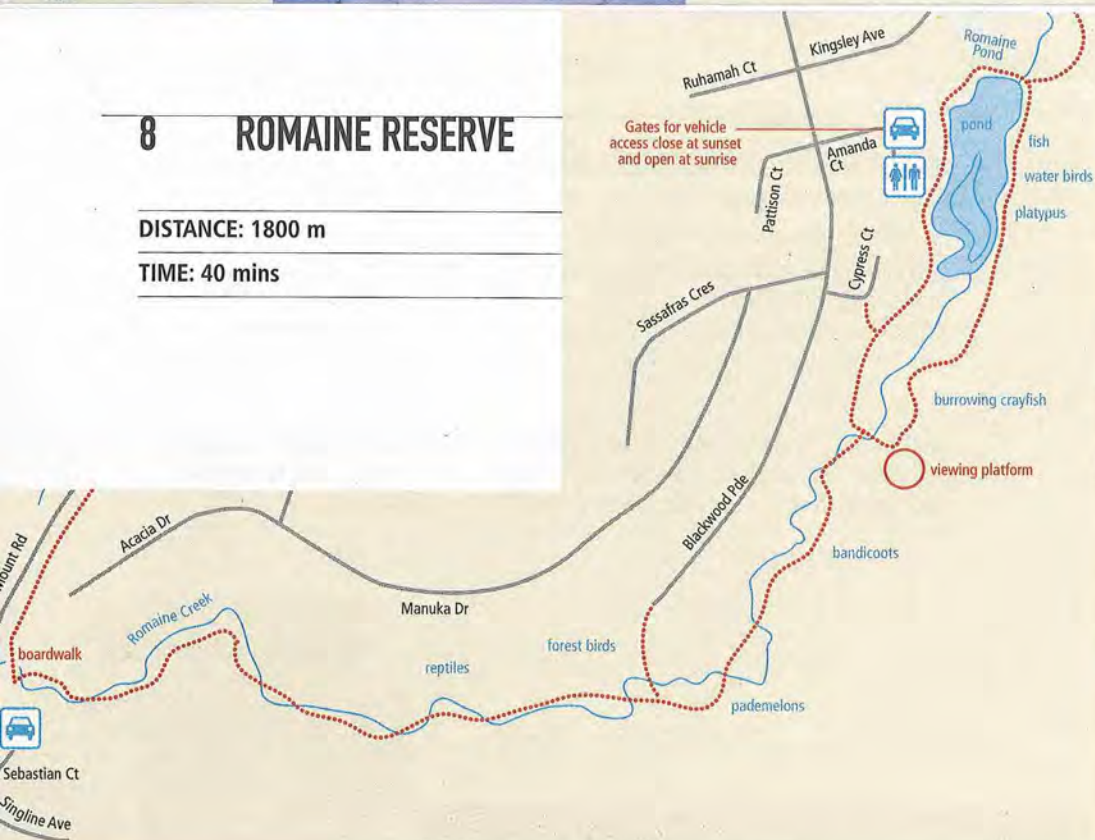 8 ROMAINE RESERVE
DISTANCE: 1800 m
TIME: 40 mins
Kingsley Ave
Ruhamah Ct
Romaine
Pond
Gates for vehicle
access close at sunset
and open at sunrise
Amanda
Ct
pond
fish
water birds
platypus
Pattison Ct
Cypress Ct
Sassafras Cres
burrowing crayfish
viewing platform
Blackwood Pde
bandicoots
Acacia Dr
Manuka Dr
Romaine Creek
boardwalk
forest birds
reptiles
pademelons
Sebastian Ct
Singline Ave
Rd